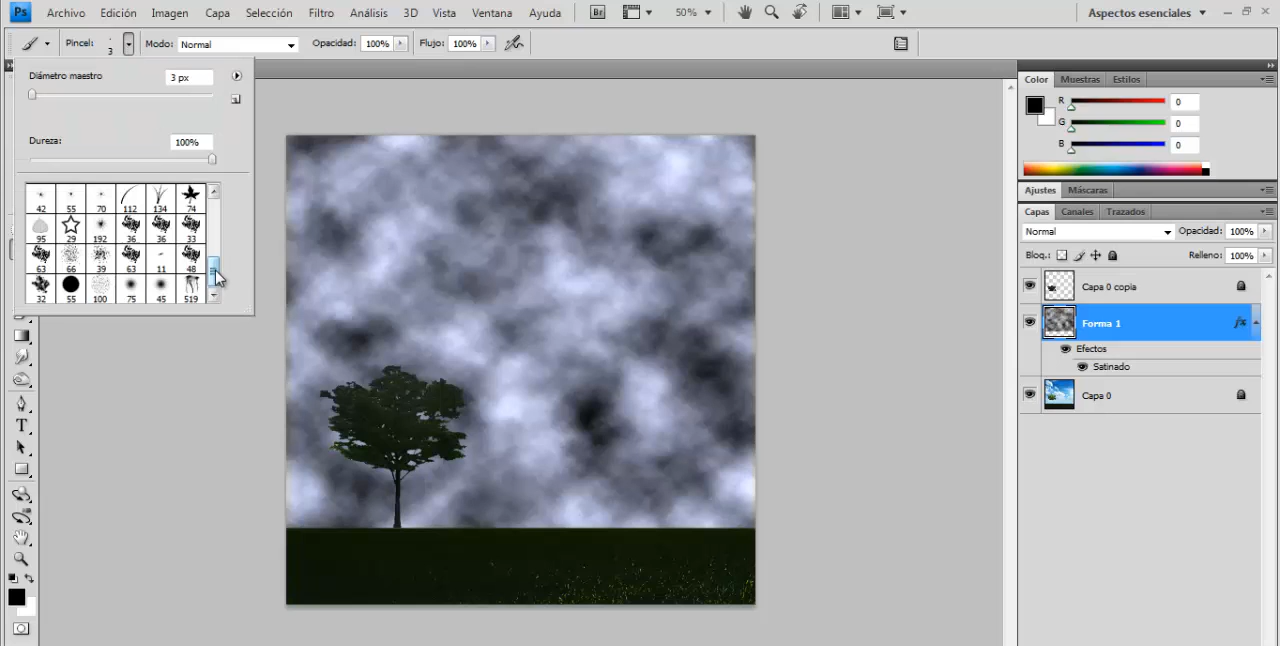 Ps Archivo Edición Imagen Capa Selección Filtro Análisis 3D Vista Ventana Ayuda Br 50% Aspectos esenciales
Pincel: 3 Modo: Normal Opacidad: 100% Flujo: 100%
Diámetro maestro 3 px
Dureza: 100%
42 55 70 112 134 74
95 29 192 36 36 33
63 66 39 63 11 48
32 55 100 75 45 519
T
Color Muestras Estilos
R 0
G 0
B 0
Ajustes Máscaras
Capas Canales Trazados
Normal Opacidad: 100%
Bloq.: Relleno: 100%
Capa 0 copia
Forma 1 fx
Efectos
Satinado
Capa 0